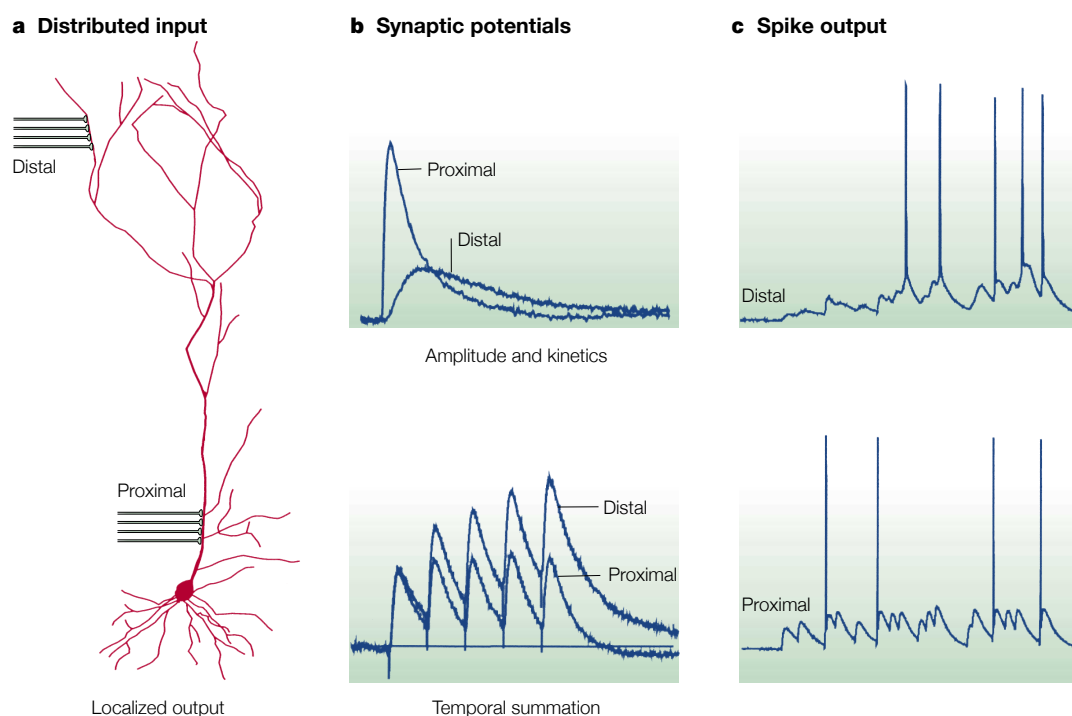 a Distributed input
Distal
Proximal
Localized output
b Synaptic potentials
Proximal
Distal
Amplitude and kinetics
Distal
Proximal
Temporal summation
c Spike output
Distal
Proximal